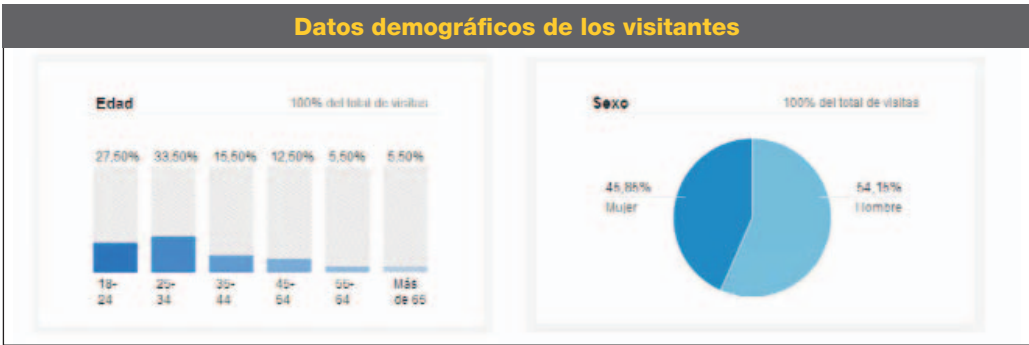 Datos demográficos de los visitantes
Edad 100% del total de visitas
27,50% 33,50% 15,50% 12,50% 5,50% 5,50%
18- 25- 35- 45- 55- Más
24 34 44 54 64 de 65
Sexo 100% del total de visitas
45,85% 54,15%
Mujer Hombre